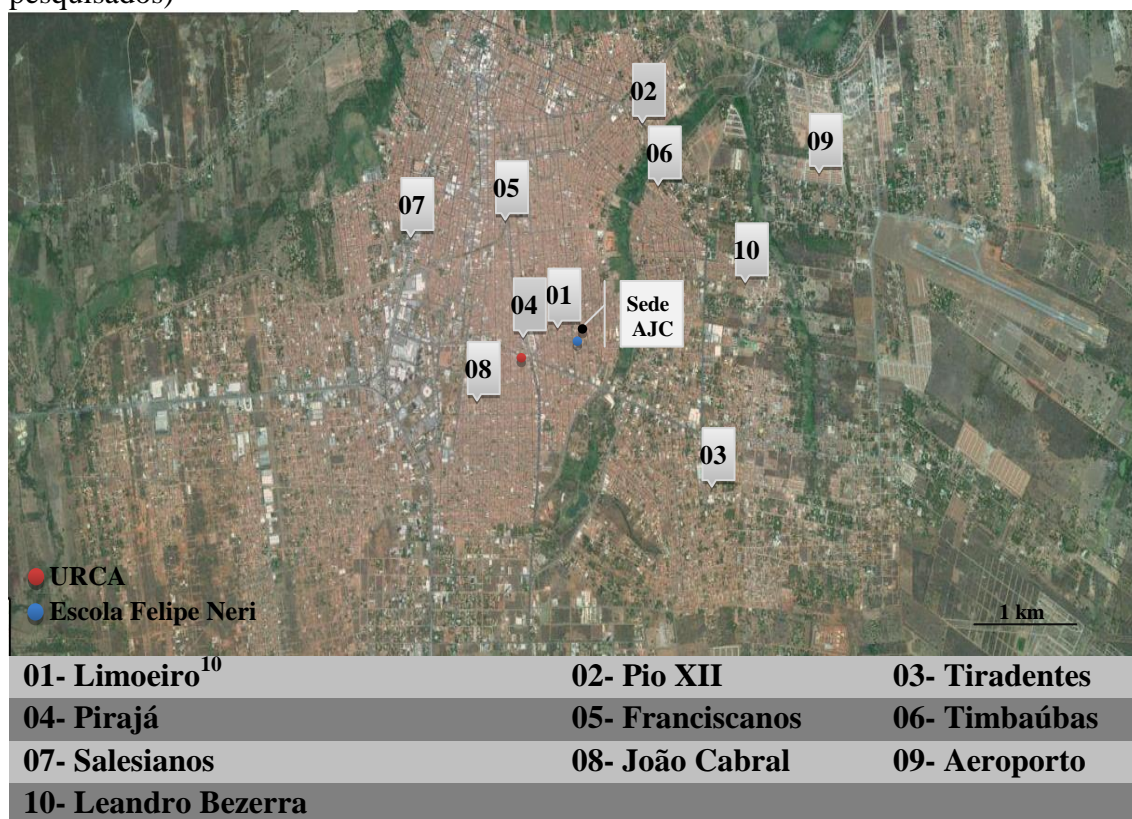 pesquisados)
02
09
06
05
07
10
01
Sede
AJC
04
08
03
URCA
Escola Felipe Neri
1 km
01- Limoeiro10 02- Pio XII 03- Tiradentes
04- Pirajá 05- Franciscanos 06- Timbaúbas
07- Salesianos 08- João Cabral 09- Aeroporto
10- Leandro Bezerra